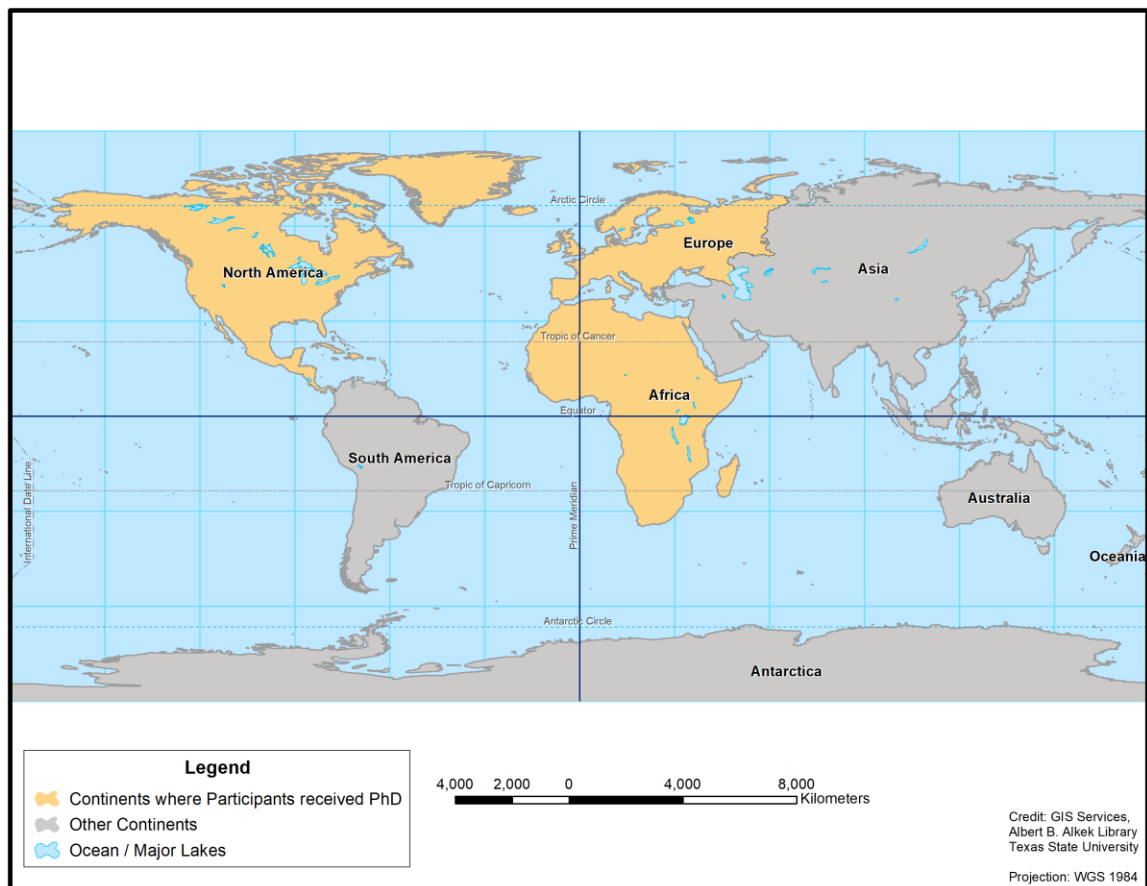 Arctic Circle
Europe
North America
Asia
Tropic of Cancer
Africa
Equator
South America
Tropic of Capricorn
Australia
International Date Line
Prime Meridian
Oceania
Antarctic Circle
Antarctica
Legend
Continents where Participants received PhD
Other Continents
Ocean / Major Lakes
4,000 2,000 0 4,000 8,000
Kilometers
Credit: GIS Services,
Albert B. Alkek Library
Texas State University
Projection: WGS 1984